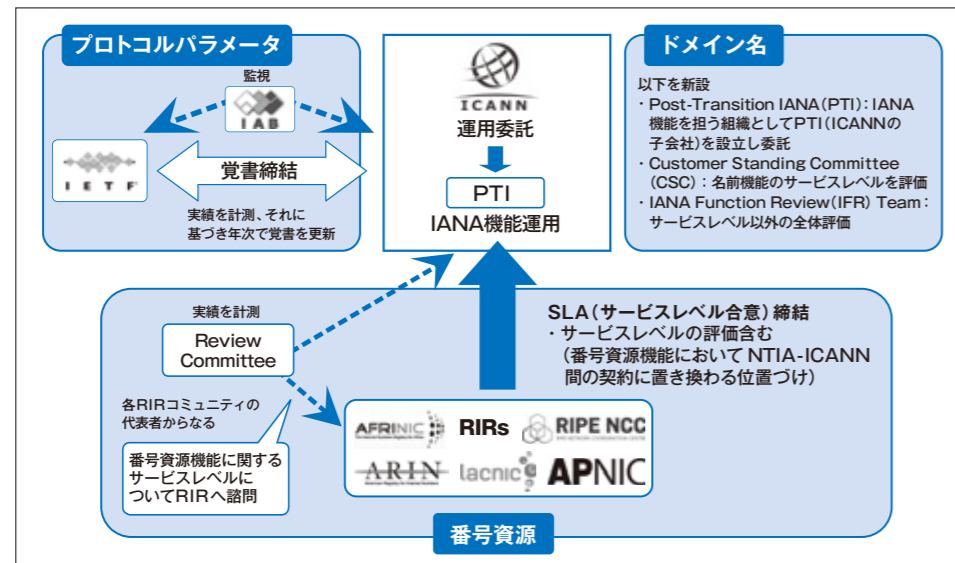 プロトコルパラメータ
監視
IAB
IETF
覚書締結
実績を計測、それに
基づき年次で覚書を更新
ICANN
運用委託
PTI
IANA機能運用
ドメイン名
以下を新設
・Post-Transition IANA(PTI)：IANA
機能を担う組織としてPTI(ICANNの
子会社)を設立し委託
・Customer Standing Committee
(CSC)：名前機能のサービスレベルを評価
・IANA Function Review(IFR) Team：
サービスレベル以外の全体評価
実績を計測
Review
Committee
各RIRコミュニティの
代表者からなる
番号資源機能に関する
サービスレベルに
ついてRIRへ諮問
SLA(サービスレベル合意)締結
・サービスレベルの評価含む
(番号資源機能においてNTIA-ICANN
間の契約に置き換わる位置づけ)
AFRINIC
RIRs
RIPE NCC
ARIN
lacnic
APNIC
番号資源